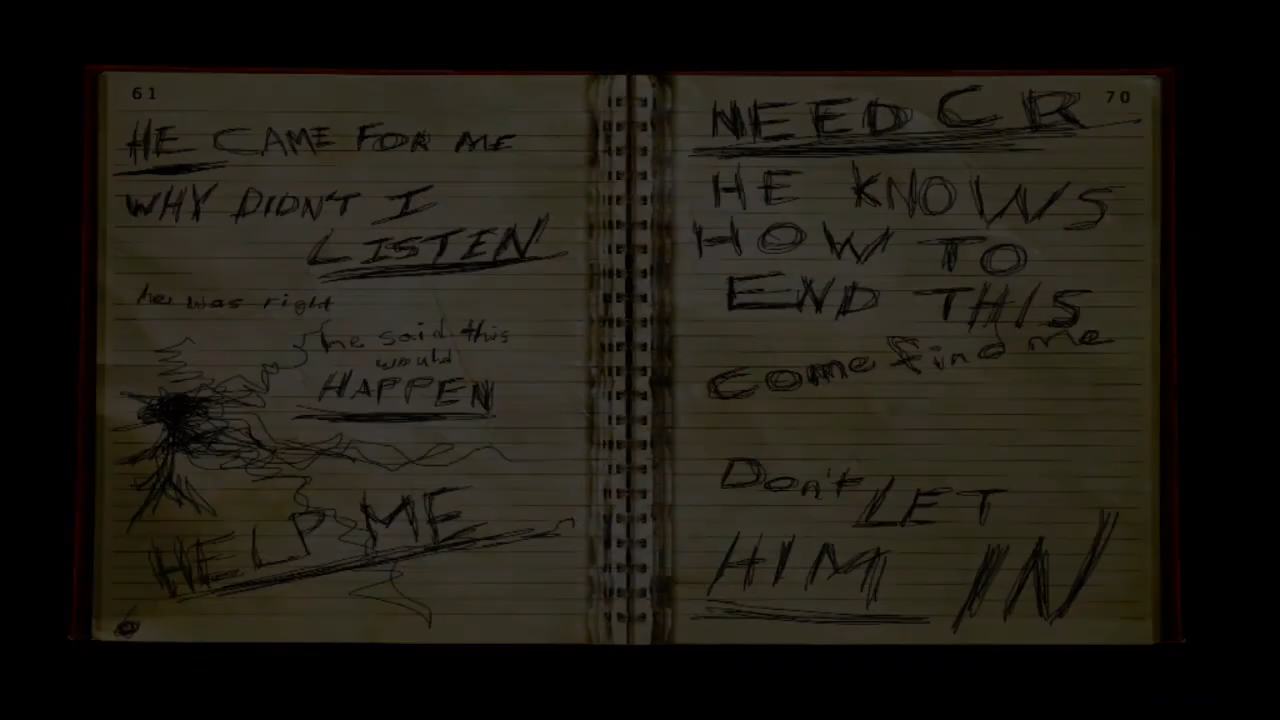 61
HE CAME FOR ME
WHY DIDN'T I
LISTEN
he was right
he said this
would
HAPPEN
HELP ME
70
NEED CR
HE KNOWS
HOW TO
END THIS
come find me
Don't LET
HIM IN